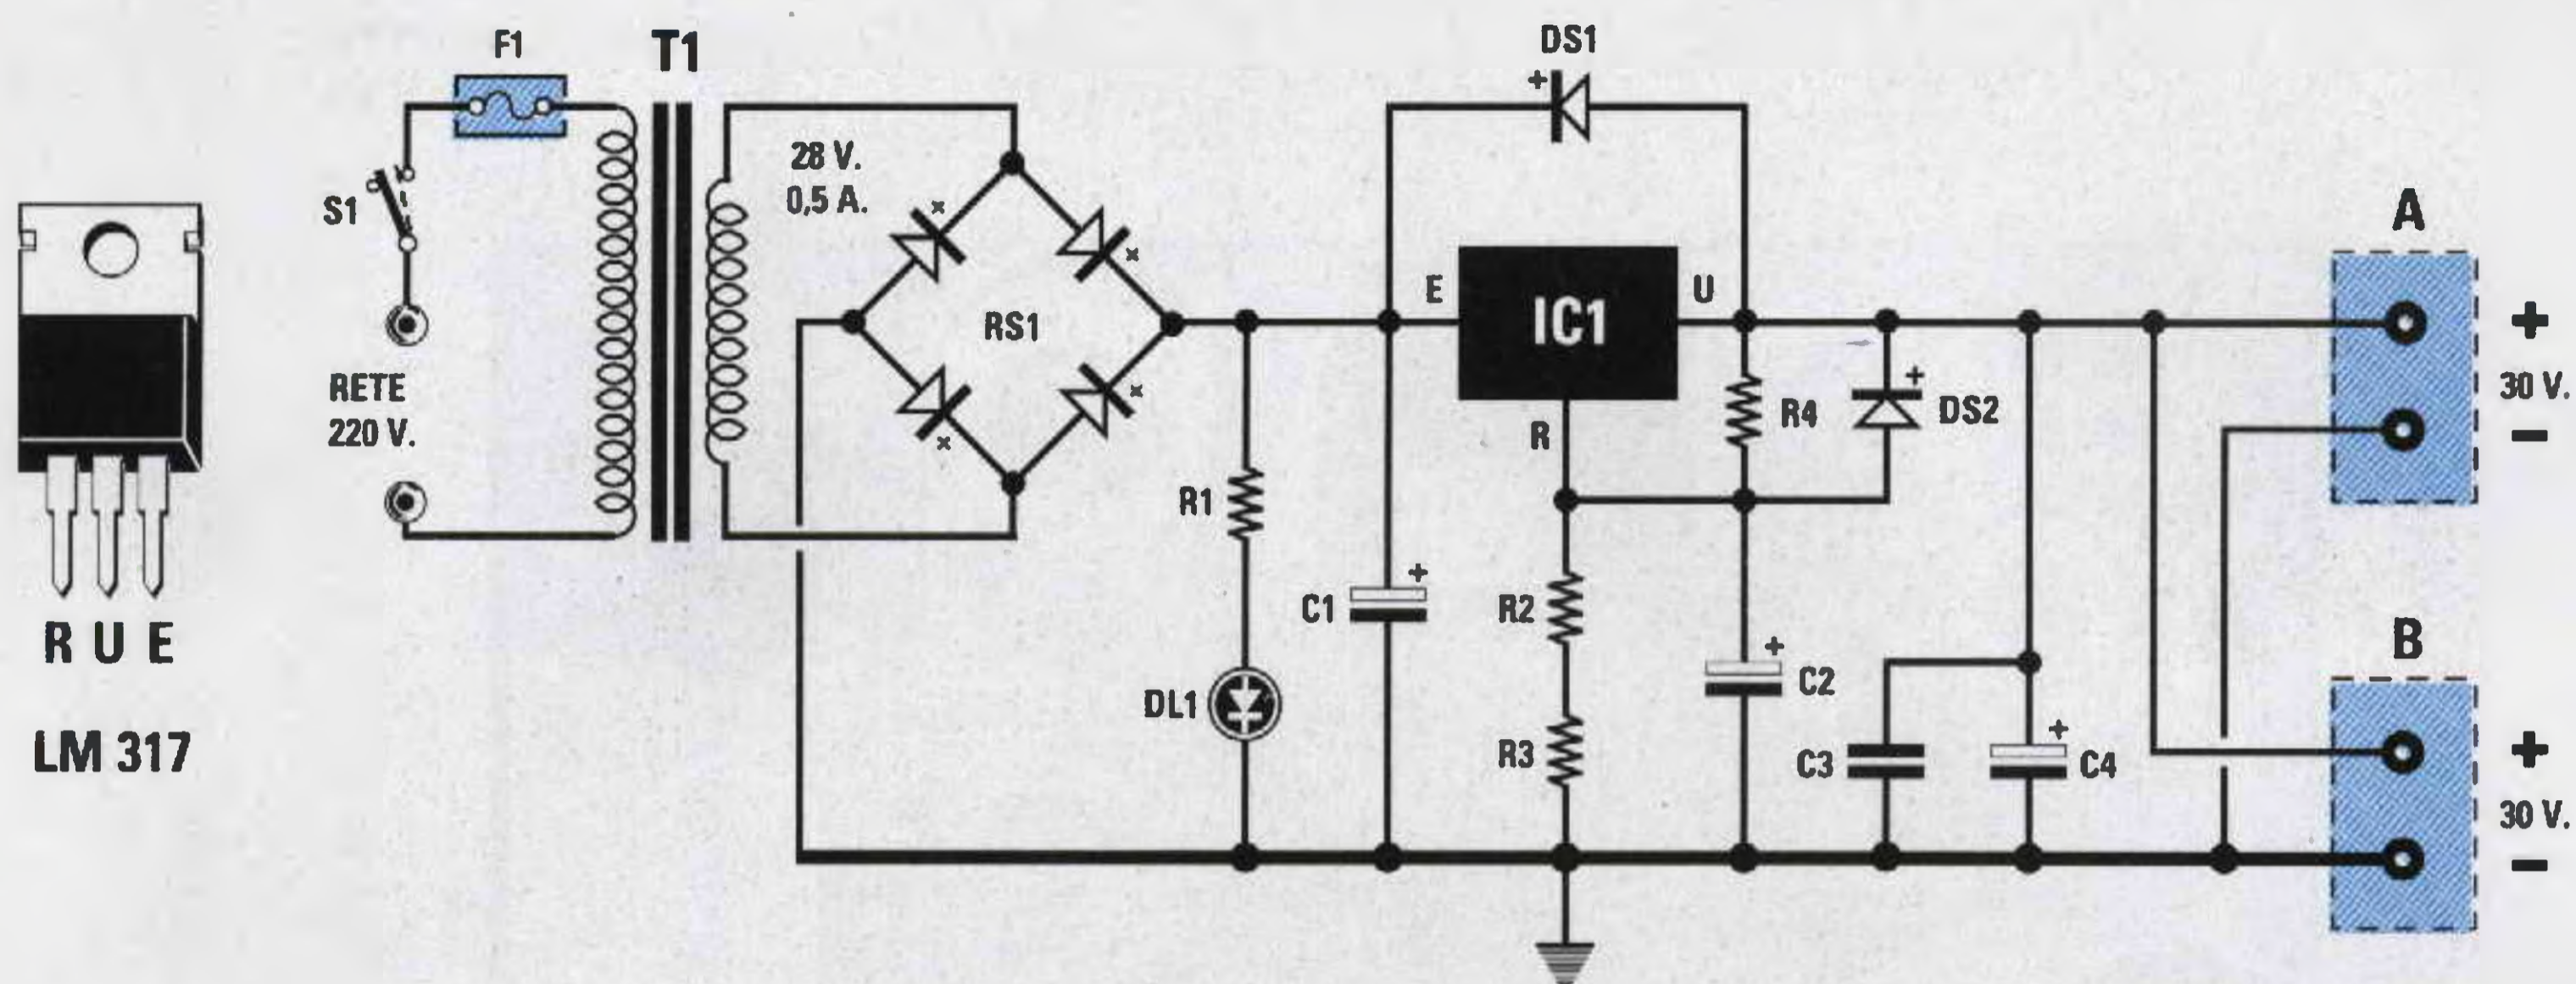 F1
T1
DS1
+
28 V.
0,5 A.
x
x
S1
A
E
IC1
U
+
RS1
RETE
220 V.
x
x
R
R4
+
DS2
30 V.
−
R1
+
C1
R2
R U E
B
+
C2
DL1
LM 317
R3
C3
+
C4
+
30 V.
−